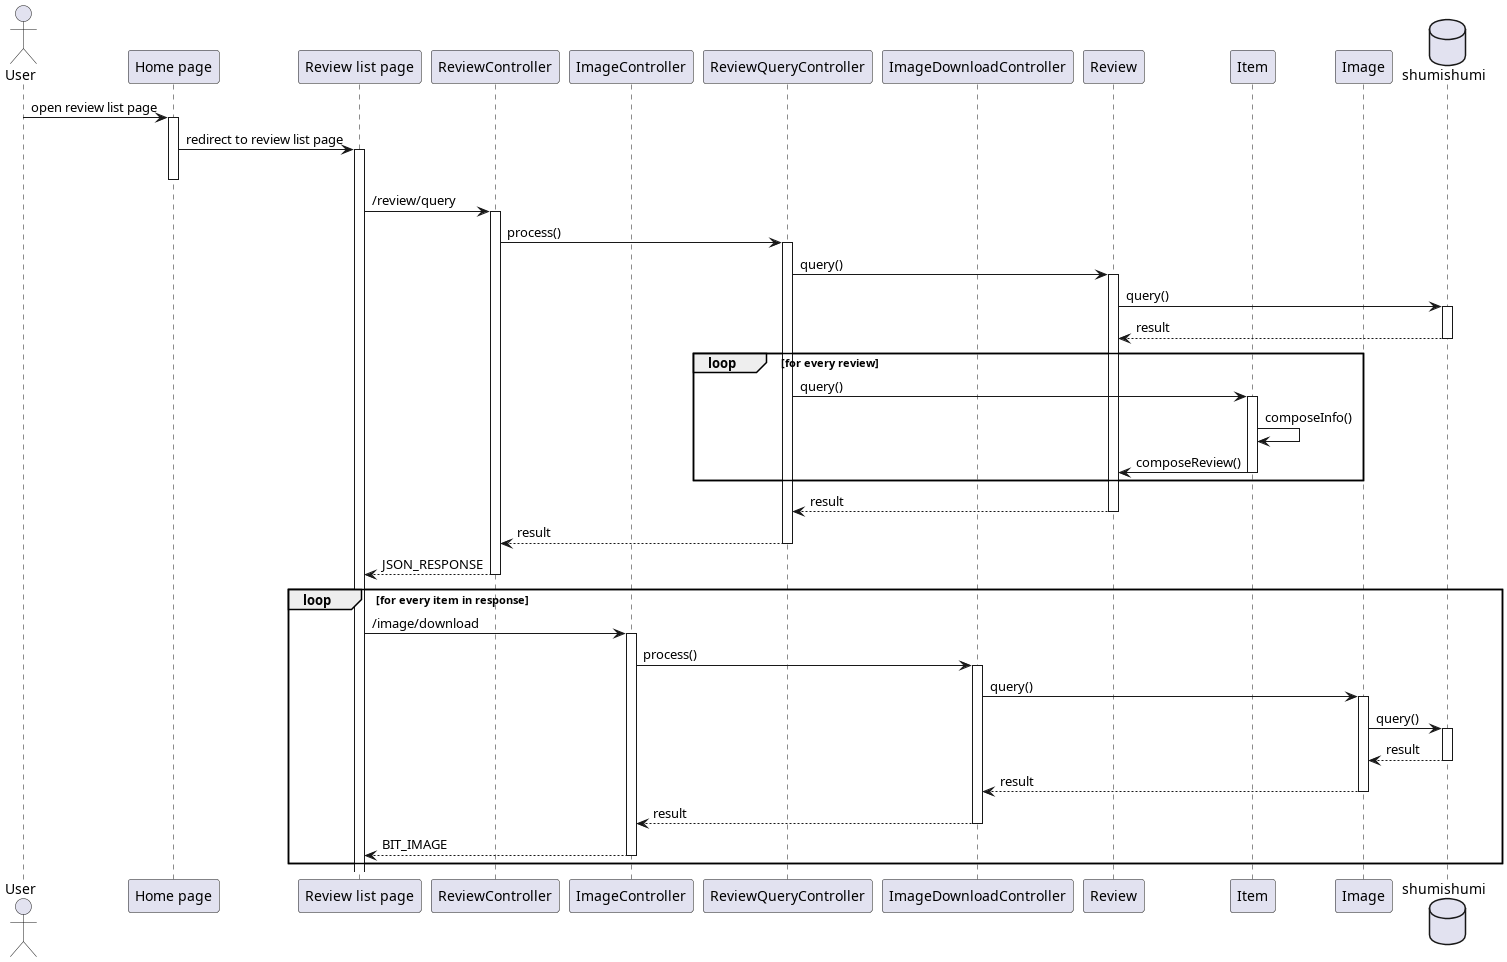 User
Home page
Review list page
ReviewController
ImageController
ReviewQueryController
ImageDownloadController
Review
Item
Image
shumishumi
open review list page
redirect to review list page
/review/query
process()
query()
query()
result
loop
[for every review]
query()
composeInfo()
composeReview()
result
result
JSON_RESPONSE
loop
[for every item in response]
/image/download
process()
query()
query()
result
result
result
BIT_IMAGE
User
Home page
Review list page
ReviewController
ImageController
ReviewQueryController
ImageDownloadController
Review
Item
Image
shumishumi